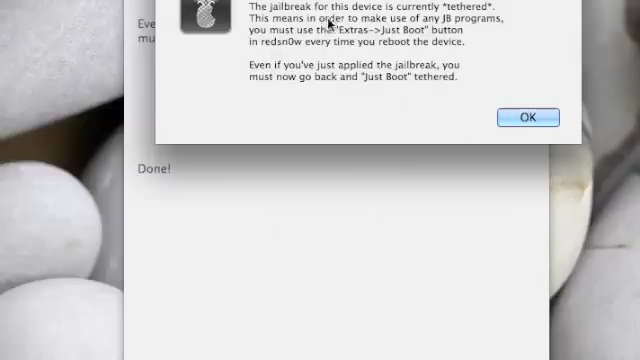 The jailbreak for this device is currently *tethered*.
This means in order to make use of any JB programs,
you must use the "Extras->Just Boot" button
in redsn0w every time you reboot the device.
Even if you've just applied the jailbreak, you
must now go back and "Just Boot" tethered.
OK
Eve
mu
Done!